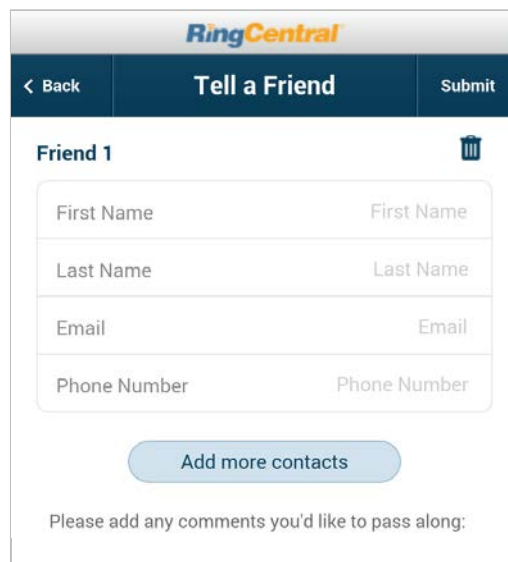 RingCentral
Back Tell a Friend Submit
Friend 1
First Name First Name
Last Name Last Name
Email Email
Phone Number Phone Number
Add more contacts
Please add any comments you'd like to pass along: